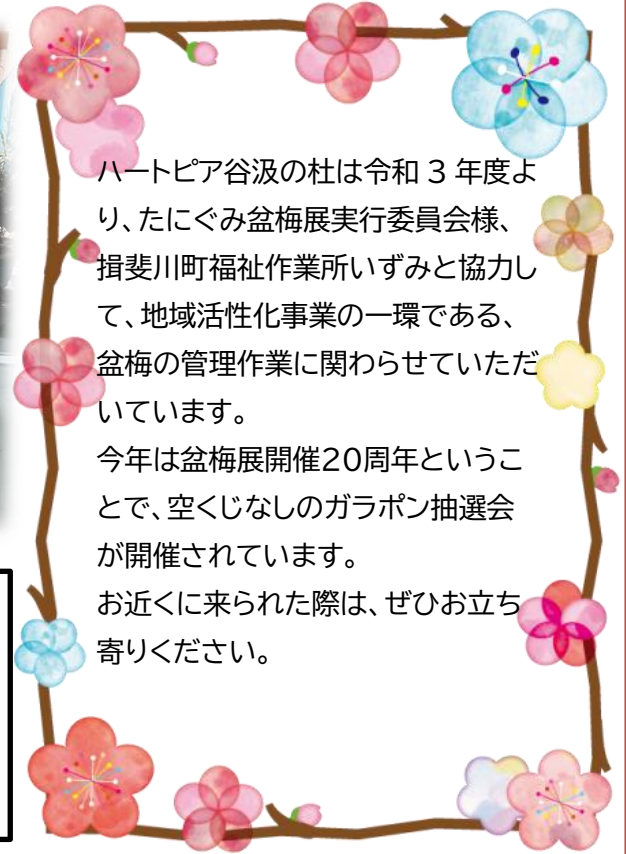 ハートピア谷汲の杜は令和３年度よ
り、たにぐみ盆梅展実行委員会様、
揖斐川町福祉作業所いずみと協力し
て、地域活性化事業の一環である、
盆梅の管理作業に関わらせていただ
いています。
今年は盆梅展開催20周年というこ
とで、空くじなしのガラポン抽選会
が開催されています。
お近くに来られた際は、ぜひお立ち
寄りください。